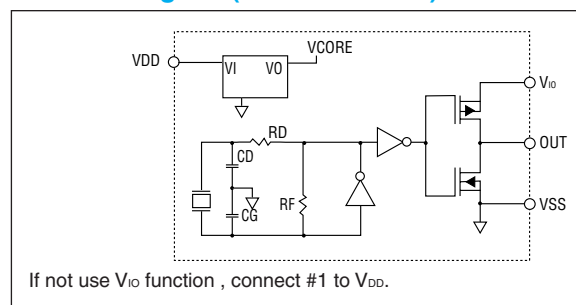 VCORE
VDD
VI
VO
VIO
RD
OUT
CD
RF
CG
VSS
If not use VIO function , connect #1 to VDD.